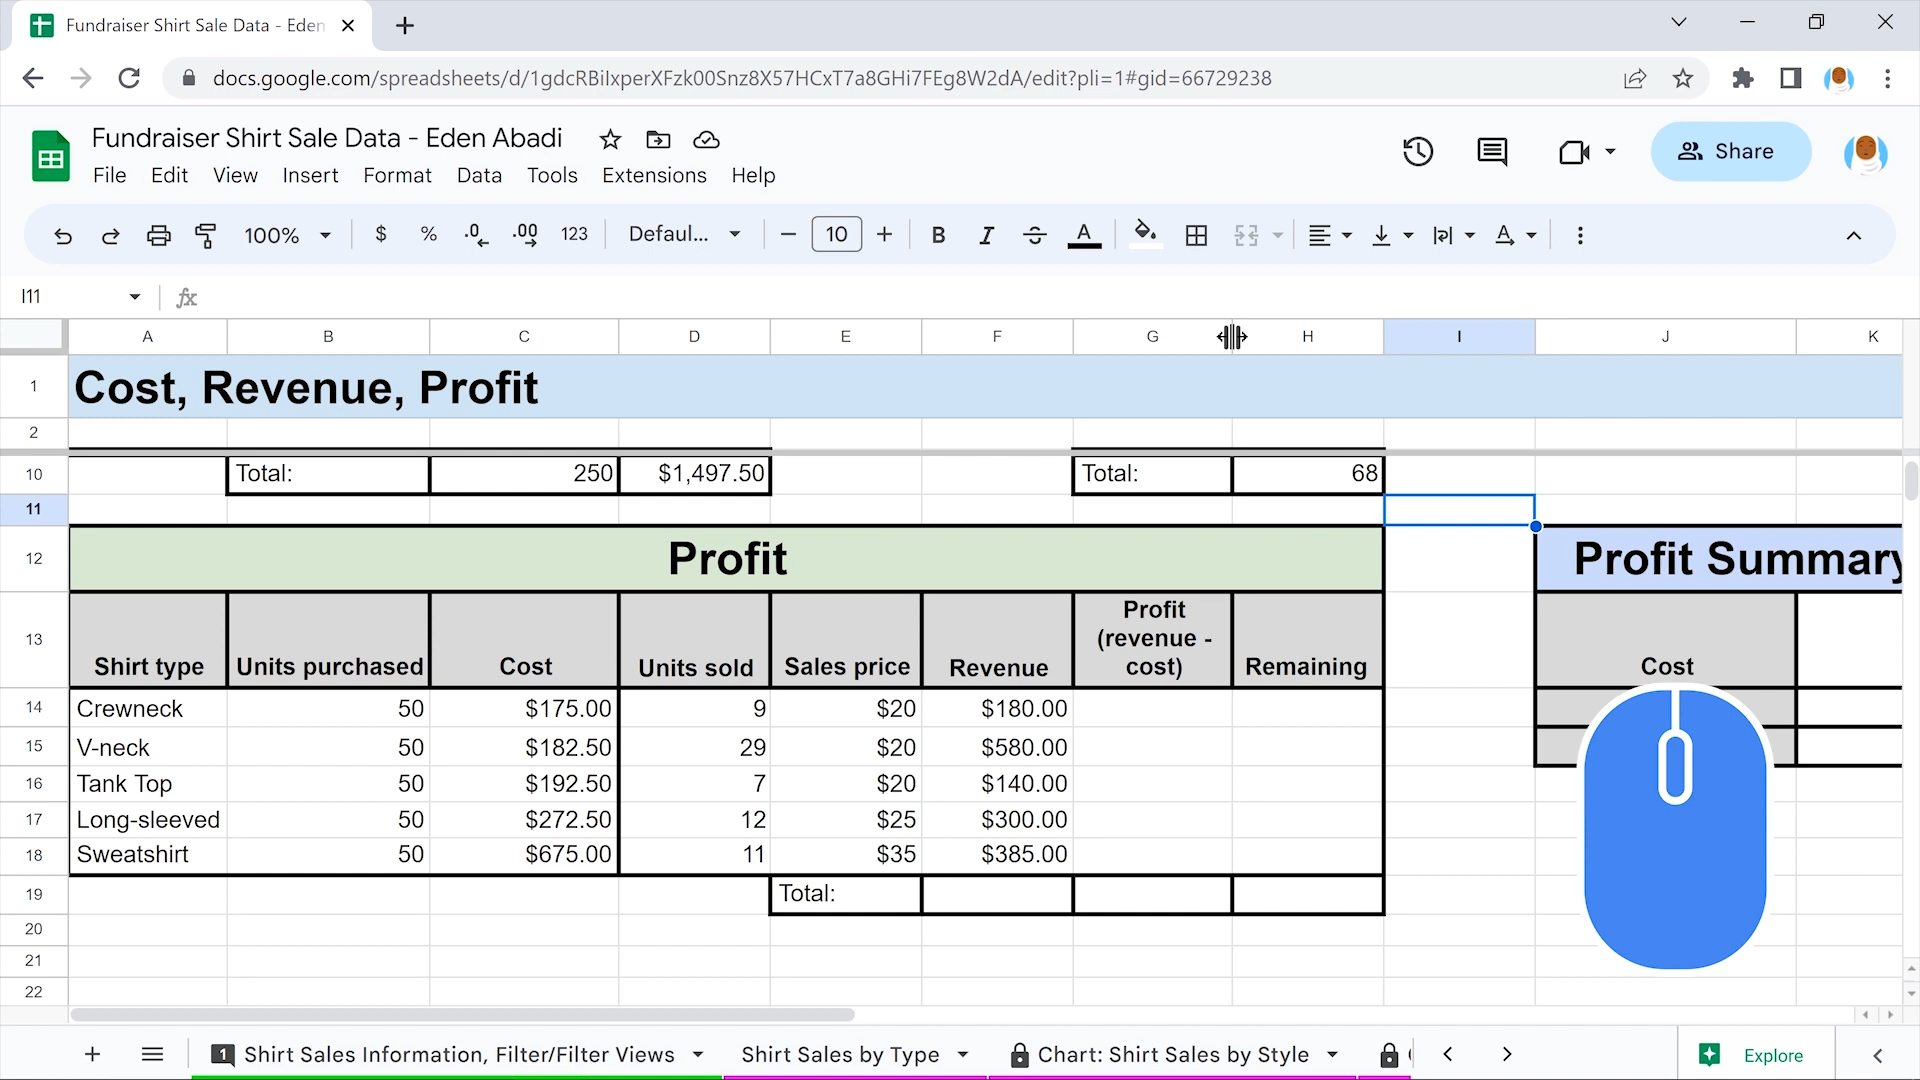 Fundraiser Shirt Sale Data - Eden
docs.google.com/spreadsheets/d/1gdcRBilxperXFzk00Snz8X57HCxT7a8GHi7FEg8W2dA/edit?pli=1#gid=66729238
Fundraiser Shirt Sale Data - Eden Abadi
File Edit View Insert Format Data Tools Extensions Help
Share
100% $ % .0 .00 123 Defaul... 10 B I S A
I11 fx
A B C D E F G H I J K
1 Cost, Revenue, Profit
2
10 Total: 250 $1,497.50 Total: 68
11
12 Profit Profit Summary
13 Shirt type Units purchased Cost Units sold Sales price Revenue Profit (revenue - cost) Remaining Cost
14 Crewneck 50 $175.00 9 $20 $180.00
15 V-neck 50 $182.50 29 $20 $580.00
16 Tank Top 50 $192.50 7 $20 $140.00
17 Long-sleeved 50 $272.50 12 $25 $300.00
18 Sweatshirt 50 $675.00 11 $35 $385.00
19 Total:
20
21
22
1 Shirt Sales Information, Filter/Filter Views Shirt Sales by Type Chart: Shirt Sales by Style Explore